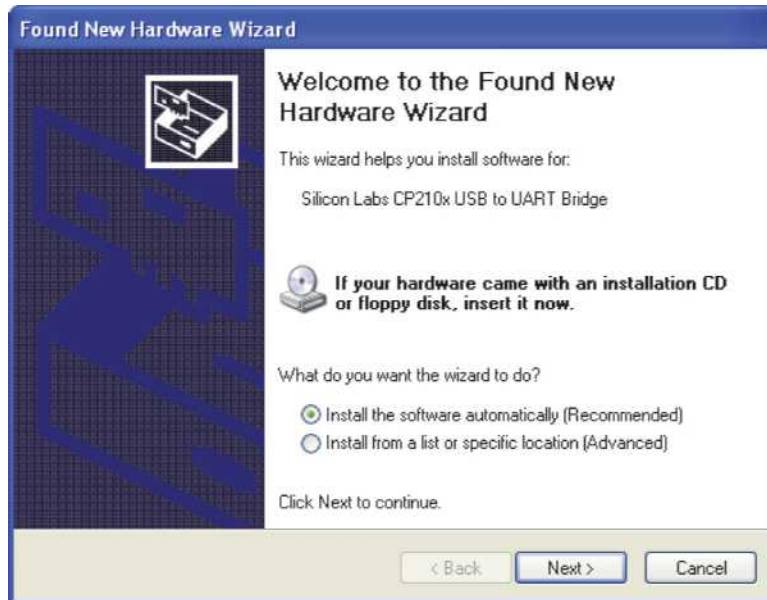 Found New Hardware Wizard
Welcome to the Found New
Hardware Wizard
This wizard helps you install software for:
Silicon Labs CP210x USB to UART Bridge
If your hardware came with an installation CD
or floppy disk, insert it now.
What do you want the wizard to do?
Install the software automatically (Recommended)
Install from a list or specific location (Advanced)
Click Next to continue.
< Back Next > Cancel